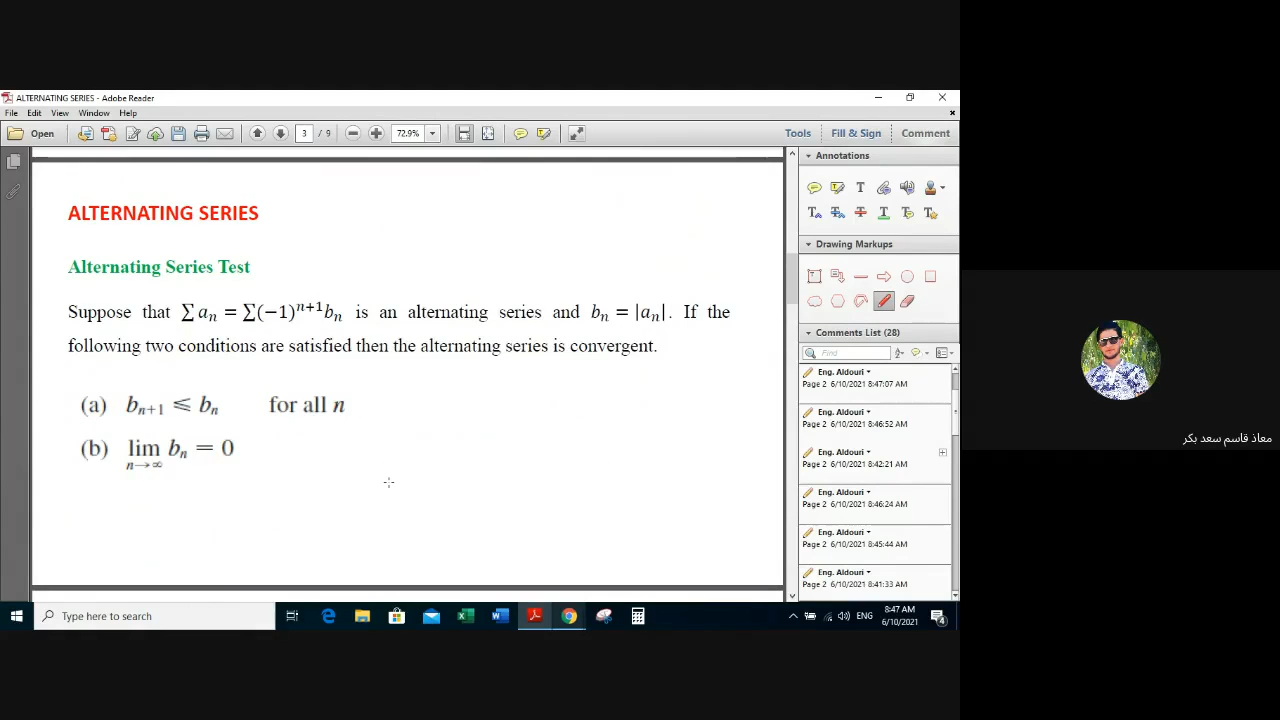 ALTERNATING SERIES - Adobe Reader
File Edit View Window Help
Open 3 / 9 72.9% Tools Fill & Sign Comment
ALTERNATING SERIES
Alternating Series Test
Suppose that ∑ aₙ = ∑(−1)ⁿ⁺¹bₙ is an alternating series and bₙ = |aₙ|. If the
following two conditions are satisfied then the alternating series is convergent.
(a) bₙ₊₁ ⩽ bₙ for all n
(b) lim bₙ = 0
n→∞
Annotations
Drawing Markups
Comments List (28)
Find
Eng. Aldouri
Page 2 6/10/2021 8:47:07 AM
Eng. Aldouri
Page 2 6/10/2021 8:46:52 AM
Eng. Aldouri
Page 2 6/10/2021 8:42:21 AM
Eng. Aldouri
Page 2 6/10/2021 8:46:24 AM
Eng. Aldouri
Page 2 6/10/2021 8:45:44 AM
Eng. Aldouri
Page 2 6/10/2021 8:41:33 AM
Type here to search
ENG
8:47 AM
6/10/2021
4
معاذ قاسم سعد بكر